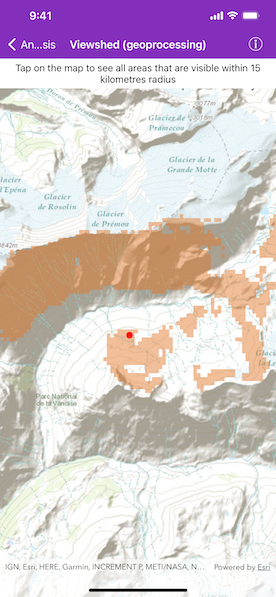 9:41
An...sis
Viewshed (geoprocessing)
Tap on the map to see all areas that are visible within 15
kilometres radius
Doron de Prémou
Glacier de
Pramecou
Glacier de la
Grande Motte
Glacier
l'Epéna
Glacier
de Rosolin
Glacier
de Prémou
Parc National
de la Vanoise
IGN, Esri, HERE, Garmin, INCREMENT P, METI/NASA, N...
Powered by Esri